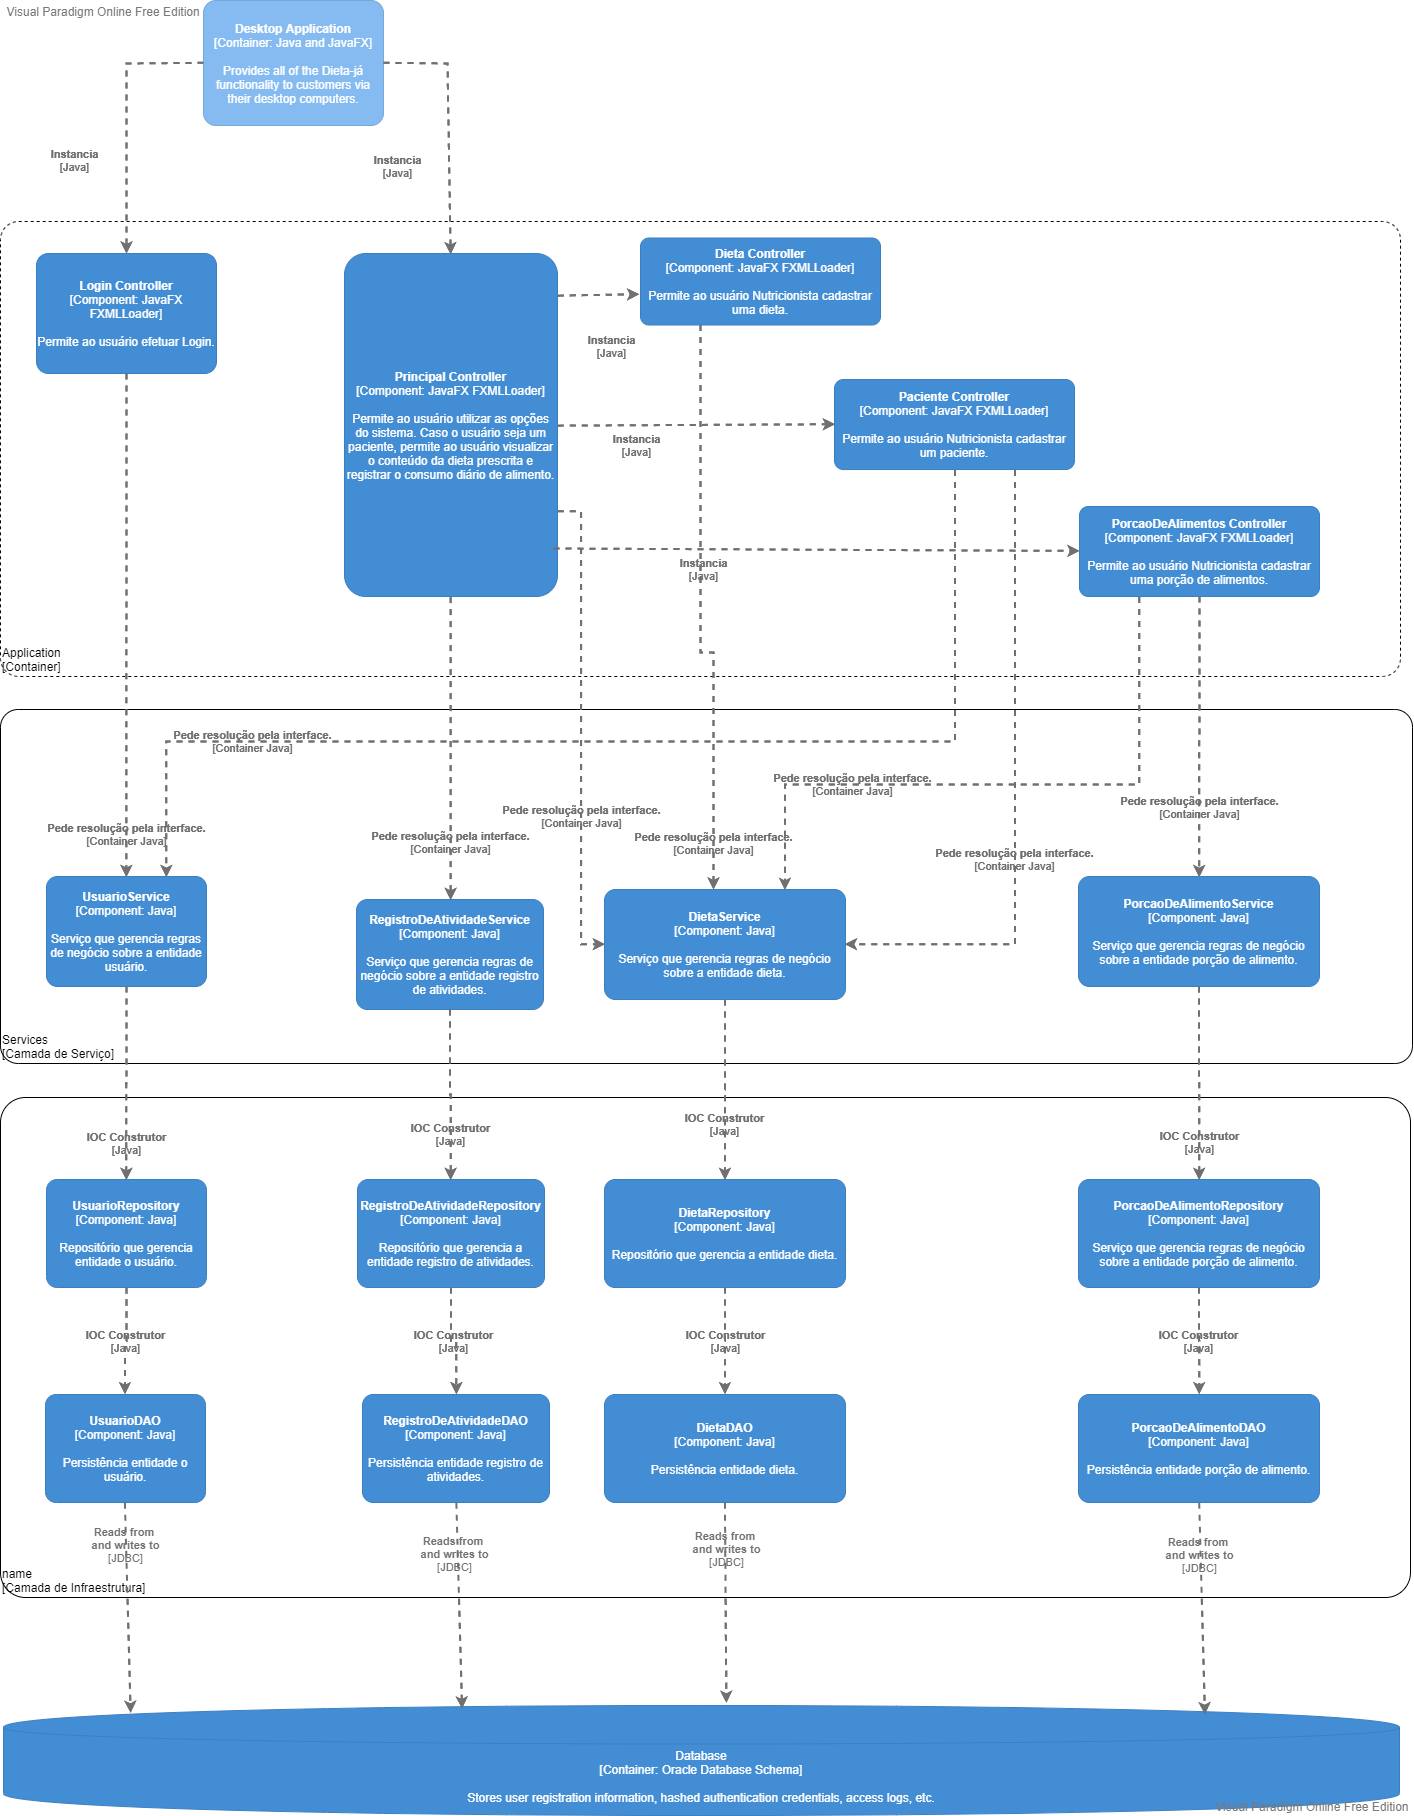 Visual Paradigm Online Free Edition
Desktop Application
[Container: Java and JavaFX]
Provides all of the Dieta-já
functionality to customers via
their desktop computers.
Instancia
[Java]
Instancia
[Java]
Login Controller
[Component: JavaFX
FXMLLoader]
Permite ao usuário efetuar Login.
Principal Controller
[Component: JavaFX FXMLLoader]
Permite ao usuário utilizar as opções
do sistema. Caso o usuário seja um
paciente, permite ao usuário visualizar
o conteúdo da dieta prescrita e
registrar o consumo diário de alimento.
Dieta Controller
[Component: JavaFX FXMLLoader]
Permite ao usuário Nutricionista cadastrar
uma dieta.
Instancia
[Java]
Paciente Controller
[Component: JavaFX FXMLLoader]
Permite ao usuário Nutricionista cadastrar
um paciente.
Instancia
[Java]
PorcaoDeAlimentos Controller
[Component: JavaFX FXMLLoader]
Permite ao usuário Nutricionista cadastrar
uma porção de alimentos.
Instancia
[Java]
Application
[Container]
Pede resolução pela interface.
[Container Java]
Pede resolução pela interface.
[Container Java]
Pede resolução pela interface.
[Container Java]
Pede resolução pela interface.
[Container Java]
Pede resolução pela interface.
[Container Java]
Pede resolução pela interface.
[Container Java]
Pede resolução pela interface.
[Container Java]
Pede resolução pela interface.
[Container Java]
UsuarioService
[Component: Java]
Serviço que gerencia regras
de negócio sobre a entidade
usuário.
RegistroDeAtividadeService
[Component: Java]
Serviço que gerencia regras de
negócio sobre a entidade registro
de atividades.
DietaService
[Component: Java]
Serviço que gerencia regras de negócio
sobre a entidade dieta.
PorcaoDeAlimentoService
[Component: Java]
Serviço que gerencia regras de negócio
sobre a entidade porção de alimento.
Services
[Camada de Serviço]
IOC Construtor
[Java]
IOC Construtor
[Java]
IOC Construtor
[Java]
IOC Construtor
[Java]
UsuarioRepository
[Component: Java]
Repositório que gerencia
entidade o usuário.
RegistroDeAtividadeRepository
[Component: Java]
Repositório que gerencia a
entidade registro de atividades.
DietaRepository
[Component: Java]
Repositório que gerencia a entidade dieta.
PorcaoDeAlimentoRepository
[Component: Java]
Serviço que gerencia regras de negócio
sobre a entidade porção de alimento.
IOC Construtor
[Java]
IOC Construtor
[Java]
IOC Construtor
[Java]
IOC Construtor
[Java]
UsuarioDAO
[Component: Java]
Persistência entidade o
usuário.
RegistroDeAtividadeDAO
[Component: Java]
Persistência entidade registro de
atividades.
DietaDAO
[Component: Java]
Persistência entidade dieta.
PorcaoDeAlimentoDAO
[Component: Java]
Persistência entidade porção de alimento.
Reads from
and writes to
[JDBC]
Reads from
and writes to
[JDBC]
Reads from
and writes to
[JDBC]
Reads from
and writes to
[JDBC]
name
[Camada de Infraestrutura]
Database
[Container: Oracle Database Schema]
Stores user registration information, hashed authentication credentials, access logs, etc.
Visual Paradigm Online Free Edition